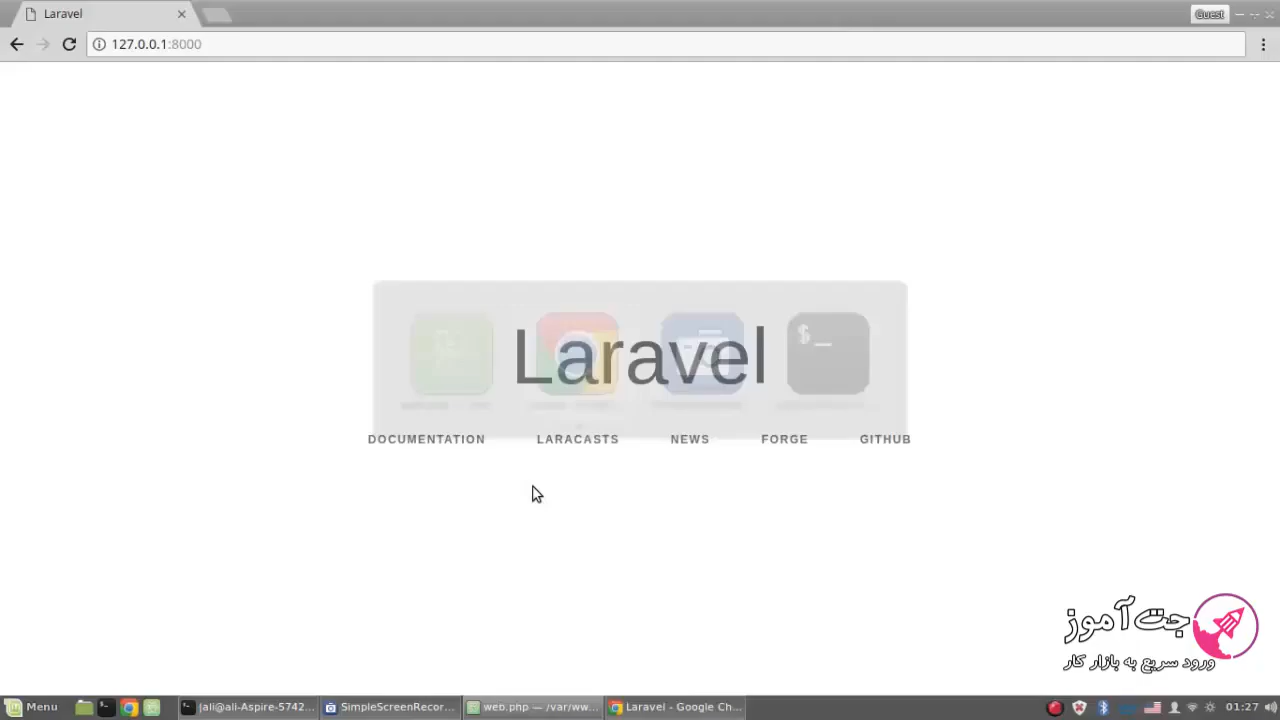 Laravel
Guest
127.0.0.1:8000
$_
Laravel
DOCUMENTATION LARACASTS NEWS FORGE GITHUB
جت آموز
ورود سریع به بازار کار
Menu
jali@ali-Aspire-5742...
SimpleScreenRecor...
web.php — /var/ww...
Laravel - Google Ch...
01:27